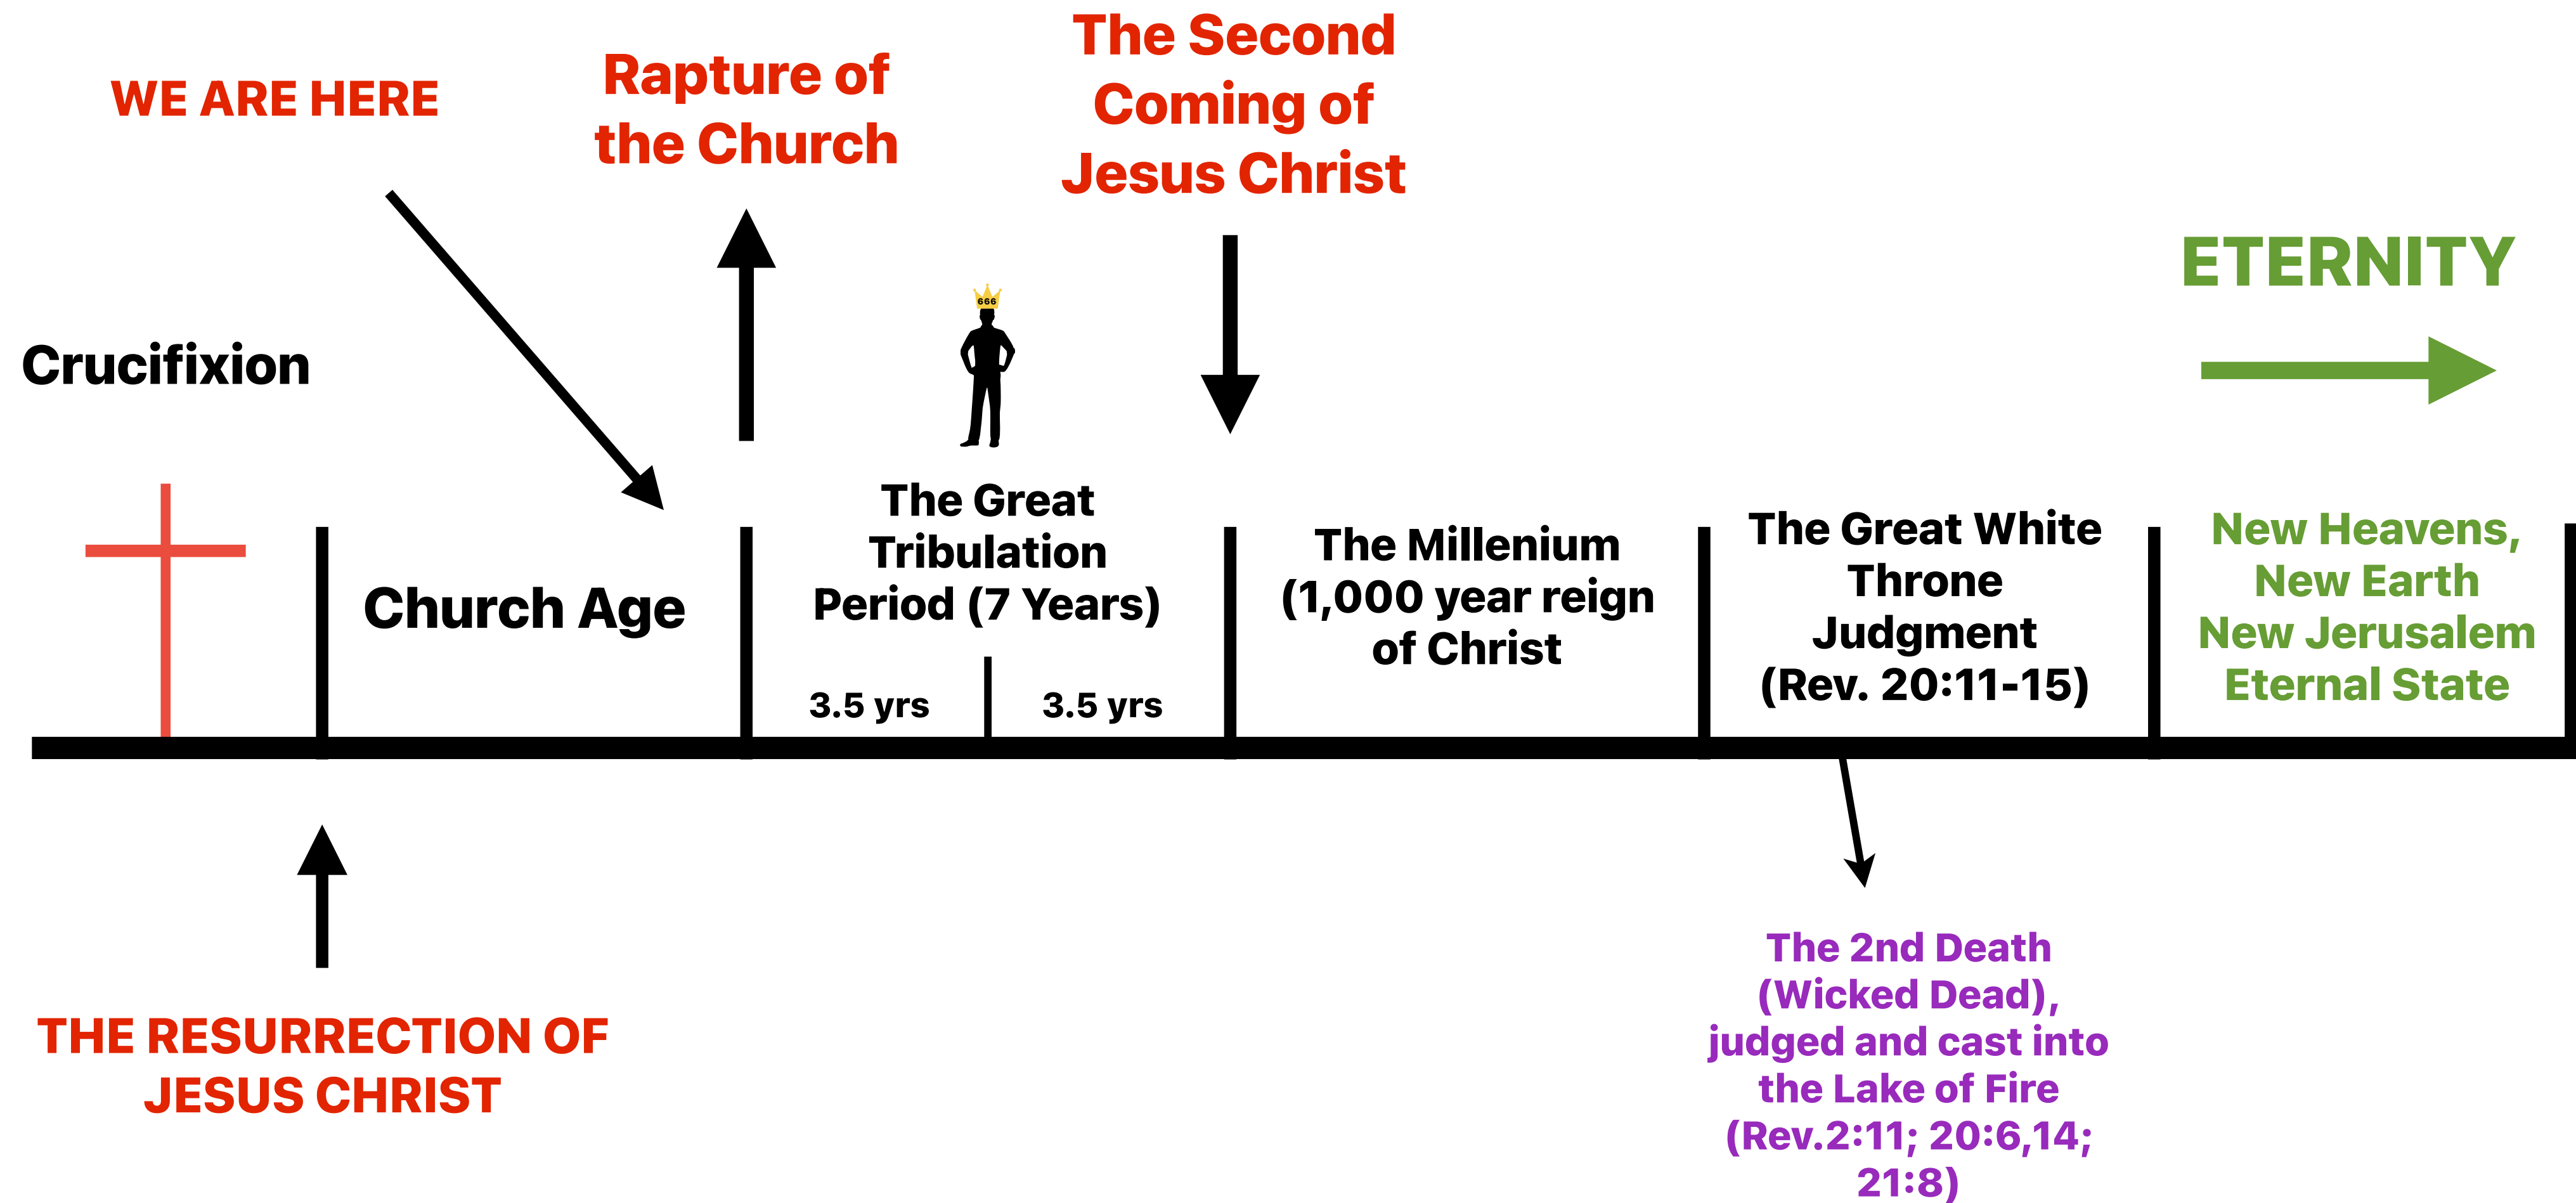 WE ARE HERE
Rapture of
the Church
The Second
Coming of
Jesus Christ
ETERNITY
666
Crucifixion
Church Age
The Great
Tribulation
Period (7 Years)
3.5 yrs
3.5 yrs
The Millenium
(1,000 year reign
of Christ
The Great White
Throne
Judgment
(Rev. 20:11-15)
New Heavens,
New Earth
New Jerusalem
Eternal State
THE RESURRECTION OF
JESUS CHRIST
The 2nd Death
(Wicked Dead),
judged and cast into
the Lake of Fire
(Rev.2:11; 20:6,14;
21:8)